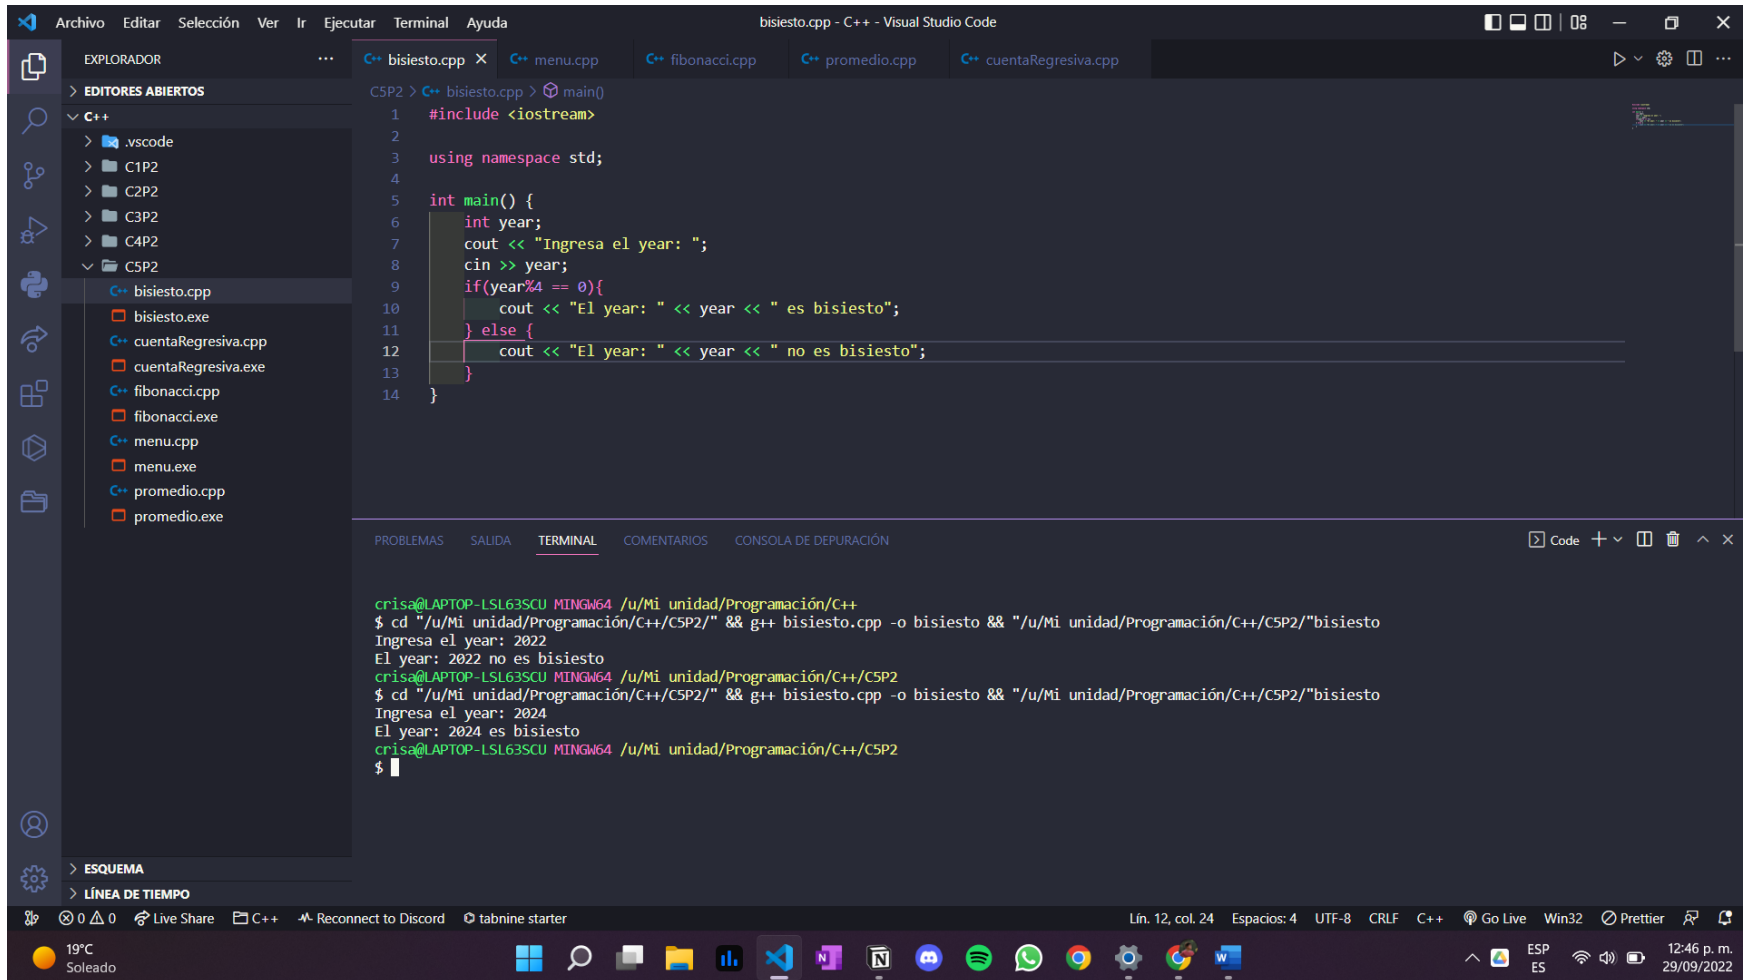 Archivo Editar Selección Ver Ir Ejecutar Terminal Ayuda
bisiesto.cpp - C++ - Visual Studio Code
EXPLORADOR
EDITORES ABIERTOS
C++
.vscode
C1P2
C2P2
C3P2
C4P2
C5P2
bisiesto.cpp
bisiesto.exe
cuentaRegresiva.cpp
cuentaRegresiva.exe
fibonacci.cpp
fibonacci.exe
menu.cpp
menu.exe
promedio.cpp
promedio.exe
ESQUEMA
LÍNEA DE TIEMPO
bisiesto.cpp menu.cpp fibonacci.cpp promedio.cpp cuentaRegresiva.cpp
C5P2 > bisiesto.cpp > main()
1 #include <iostream>
2
3 using namespace std;
4
5 int main() {
6 int year;
7 cout << "Ingresa el year: ";
8 cin >> year;
9 if(year%4 == 0){
10 cout << "El year: " << year << " es bisiesto";
11 } else {
12 cout << "El year: " << year << " no es bisiesto";
13 }
14 }
PROBLEMAS SALIDA TERMINAL COMENTARIOS CONSOLA DE DEPURACIÓN
Code
crisa@LAPTOP-LSL63SCU MINGW64 /u/Mi unidad/Programación/C++
$ cd "/u/Mi unidad/Programación/C++/C5P2/" && g++ bisiesto.cpp -o bisiesto && "/u/Mi unidad/Programación/C++/C5P2/"bisiesto
Ingresa el year: 2022
El year: 2022 no es bisiesto
crisa@LAPTOP-LSL63SCU MINGW64 /u/Mi unidad/Programación/C++/C5P2
$ cd "/u/Mi unidad/Programación/C++/C5P2/" && g++ bisiesto.cpp -o bisiesto && "/u/Mi unidad/Programación/C++/C5P2/"bisiesto
Ingresa el year: 2024
El year: 2024 es bisiesto
crisa@LAPTOP-LSL63SCU MINGW64 /u/Mi unidad/Programación/C++/C5P2
$
0 0 Live Share C++ Reconnect to Discord tabnine starter
Lín. 12, col. 24 Espacios: 4 UTF-8 CRLF C++ Go Live Win32 Prettier
19°C
Soleado
ESP
ES
12:46 p. m.
29/09/2022